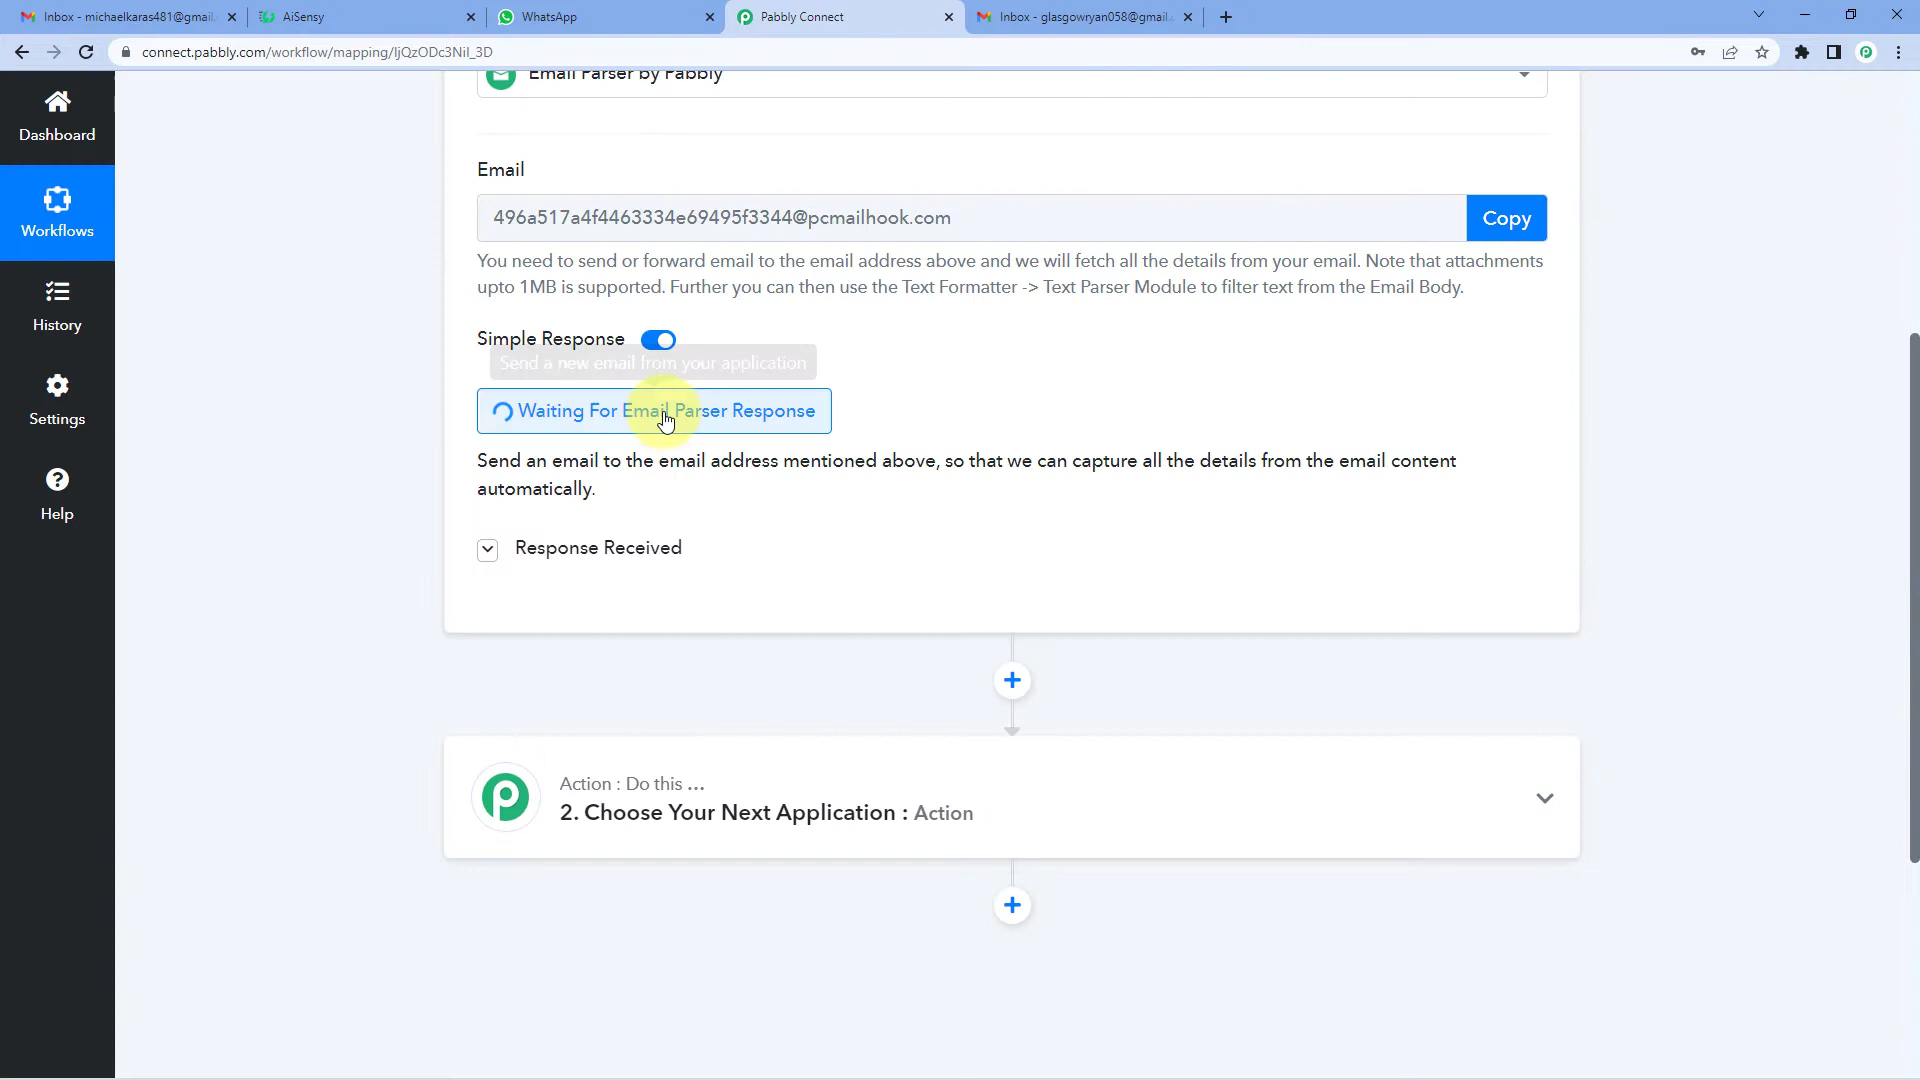 Inbox - michaelkaras481@gmail.
AiSensy
WhatsApp
Pabbly Connect
Inbox - glasgowryan058@gmail.
connect.pabbly.com/workflow/mapping/IjQzODc3NiI_3D
Dashboard
Workflows
History
Settings
Help
Email Parser by Pabbly
Email
496a517a4f4463334e69495f3344@pcmailhook.com
Copy
You need to send or forward email to the email address above and we will fetch all the details from your email. Note that attachments
upto 1MB is supported. Further you can then use the Text Formatter -> Text Parser Module to filter text from the Email Body.
Simple Response
Send a new email from your application
Waiting For Email Parser Response
Send an email to the email address mentioned above, so that we can capture all the details from the email content
automatically.
Response Received
Action : Do this ...
2. Choose Your Next Application : Action